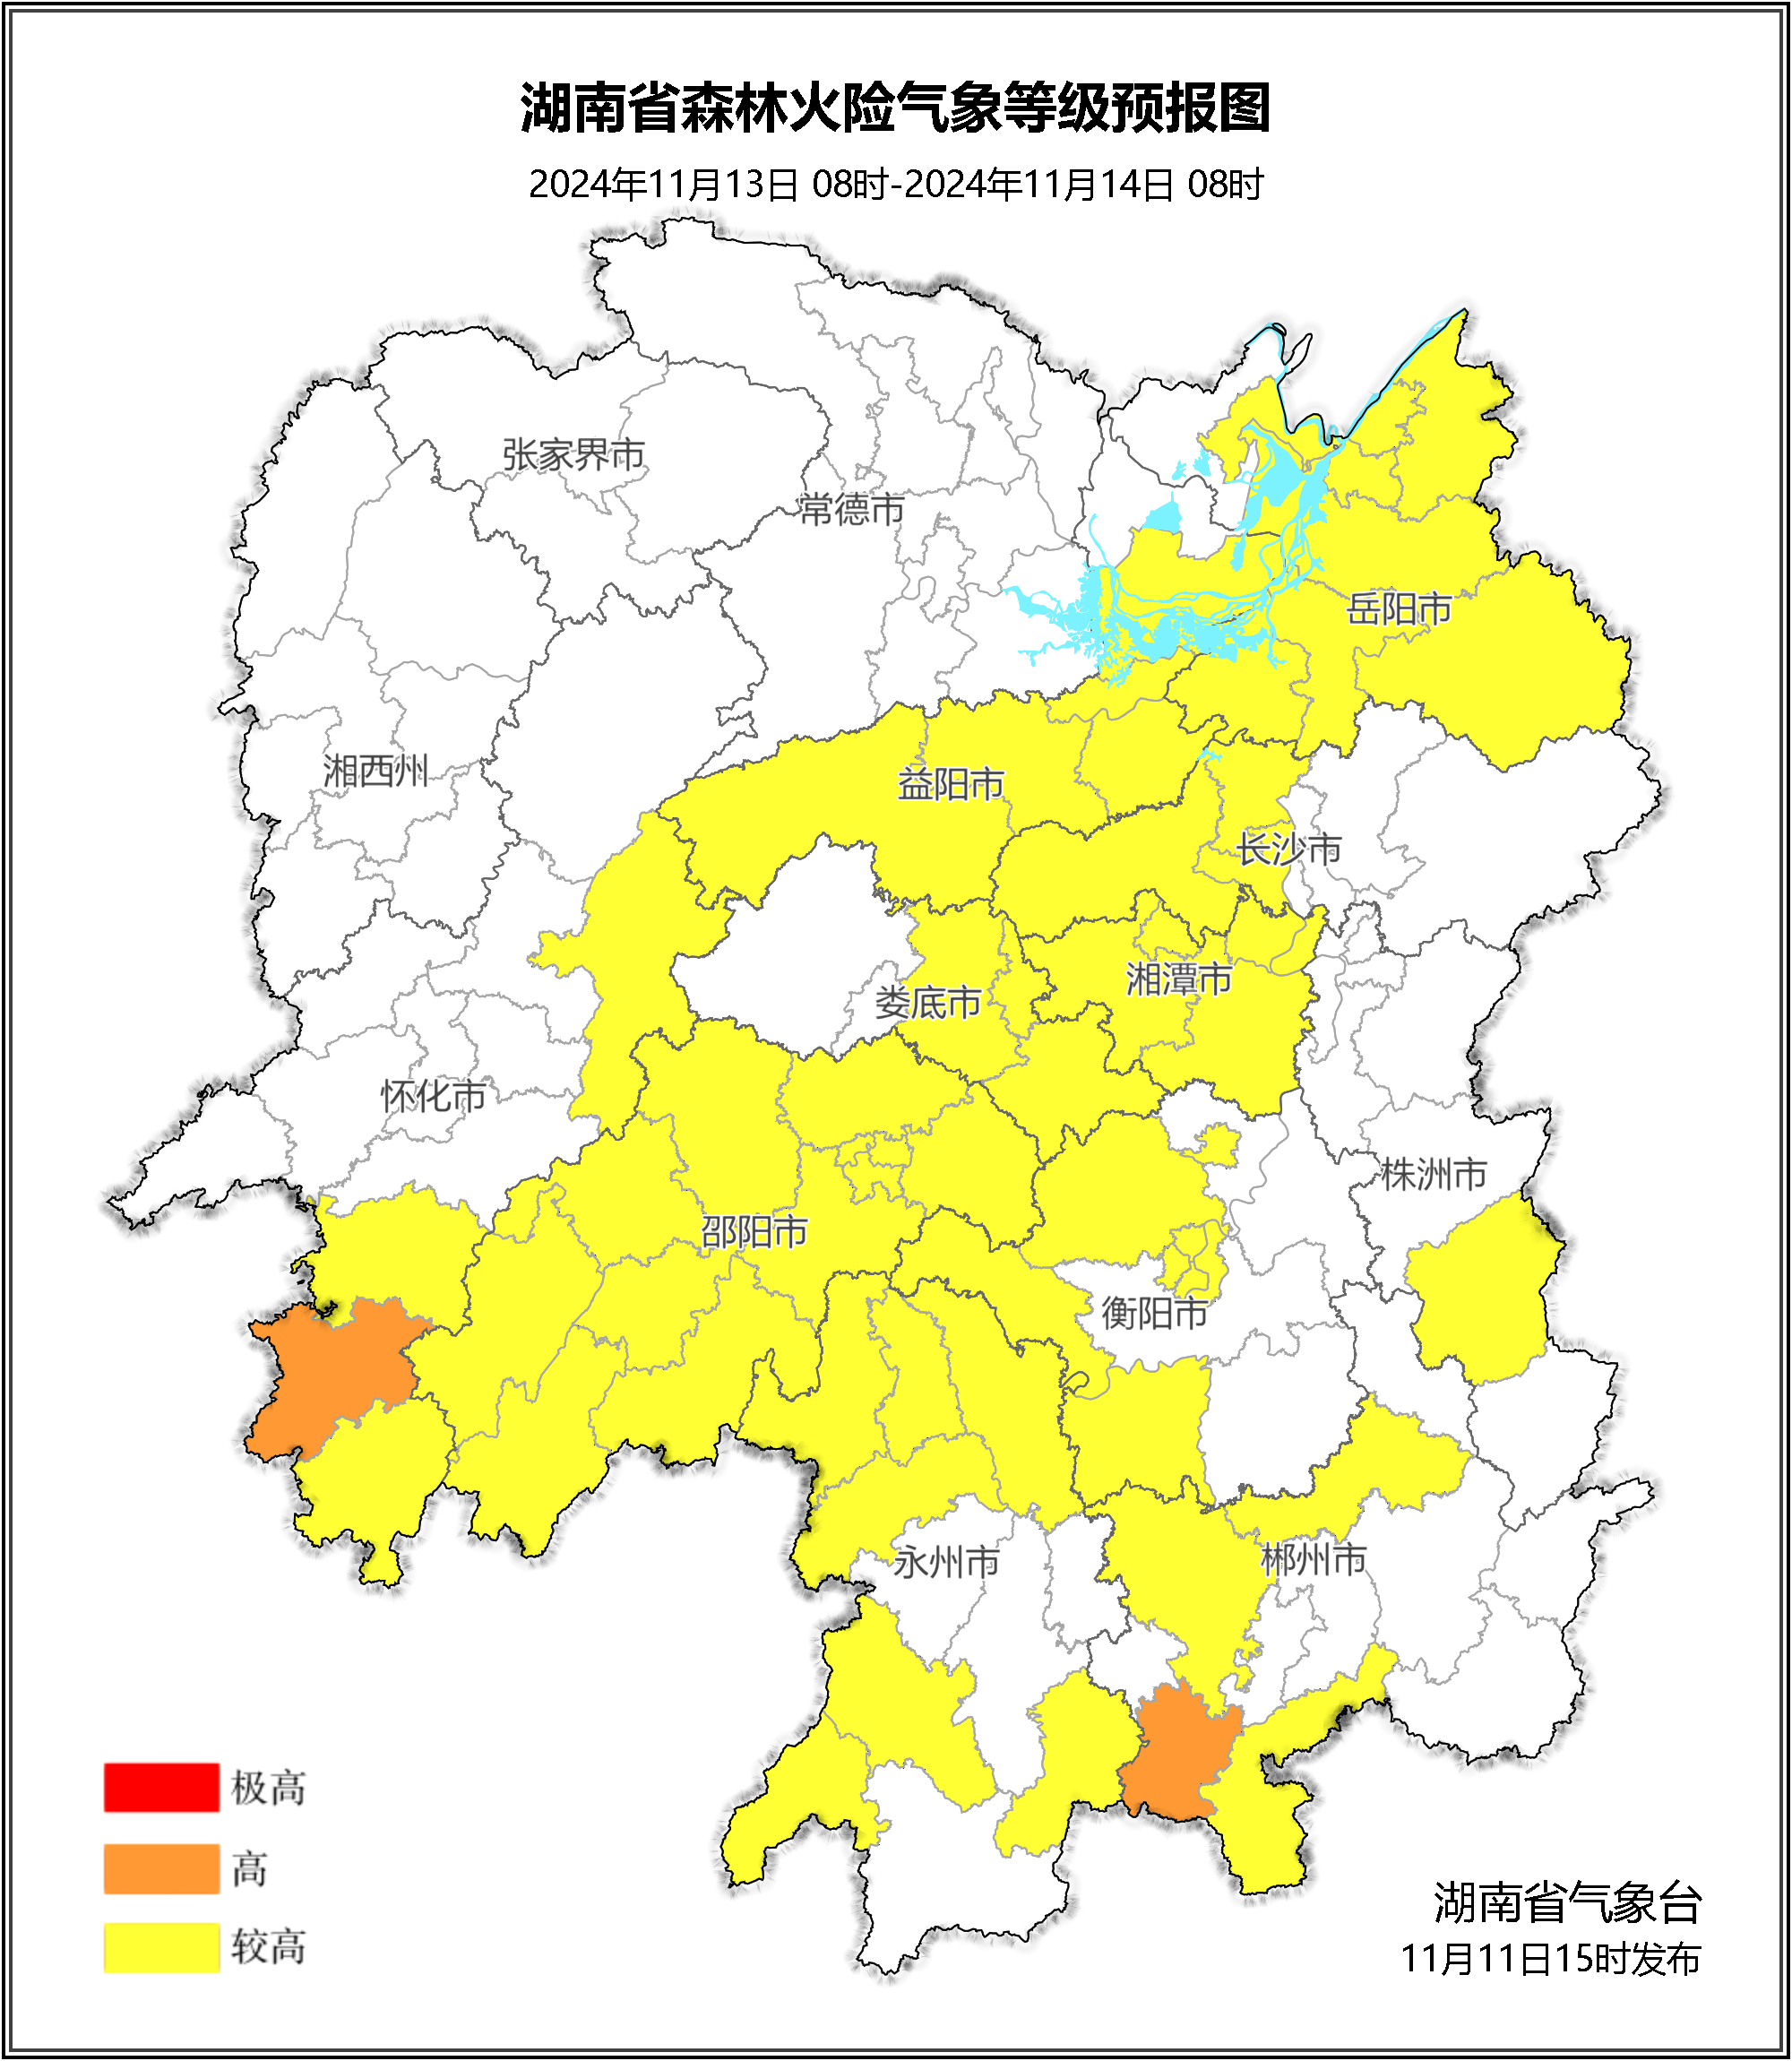 湖南省森林火险气象等级预报图
2024年11月13日 08时-2024年11月14日 08时
张家界市
常德市
岳阳市
湘西州
益阳市
长沙市
娄底市
湘潭市
怀化市
株洲市
邵阳市
衡阳市
永州市
郴州市
极高
高
较高
湖南省气象台
11月11日15时发布